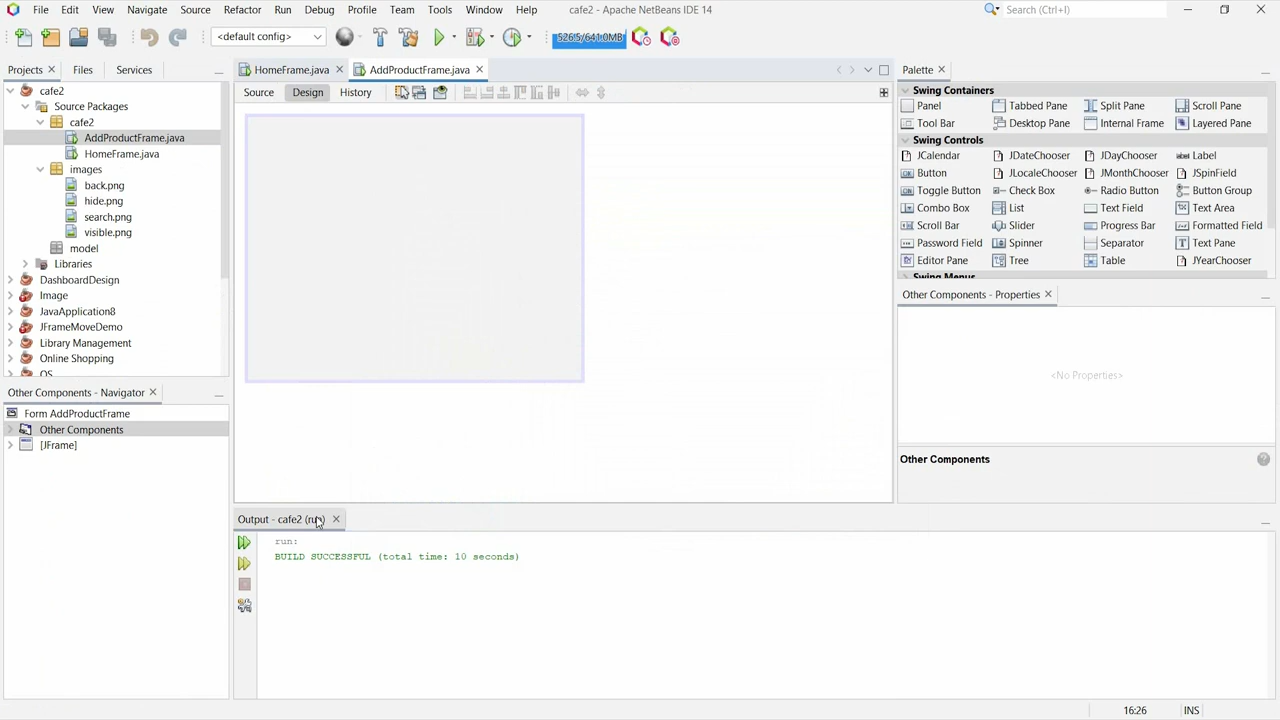 File Edit View Navigate Source Refactor Run Debug Profile Team Tools Window Help
cafe2 - Apache NetBeans IDE 14
Search (Ctrl+I)
<default config>
526.5/641.0MB
Projects
Files
Services
cafe2
Source Packages
cafe2
AddProductFrame.java
HomeFrame.java
images
back.png
hide.png
search.png
visible.png
model
Libraries
DashboardDesign
Image
JavaApplication8
JFrameMoveDemo
Library Management
Online Shopping
OS
Other Components - Navigator
Form AddProductFrame
Other Components
[JFrame]
HomeFrame.java
AddProductFrame.java
Source Design History
Output - cafe2 (run)
run:
BUILD SUCCESSFUL (total time: 10 seconds)
Palette
Swing Containers
Panel Tabbed Pane Split Pane Scroll Pane
Tool Bar Desktop Pane Internal Frame Layered Pane
Swing Controls
JCalendar JDateChooser JDayChooser Label
Button JLocaleChooser JMonthChooser JSpinField
Toggle Button Check Box Radio Button Button Group
Combo Box List Text Field Text Area
Scroll Bar Slider Progress Bar Formatted Field
Password Field Spinner Separator Text Pane
Editor Pane Tree Table JYearChooser
Swing Menus
Other Components - Properties
<No Properties>
Other Components
16:26
INS